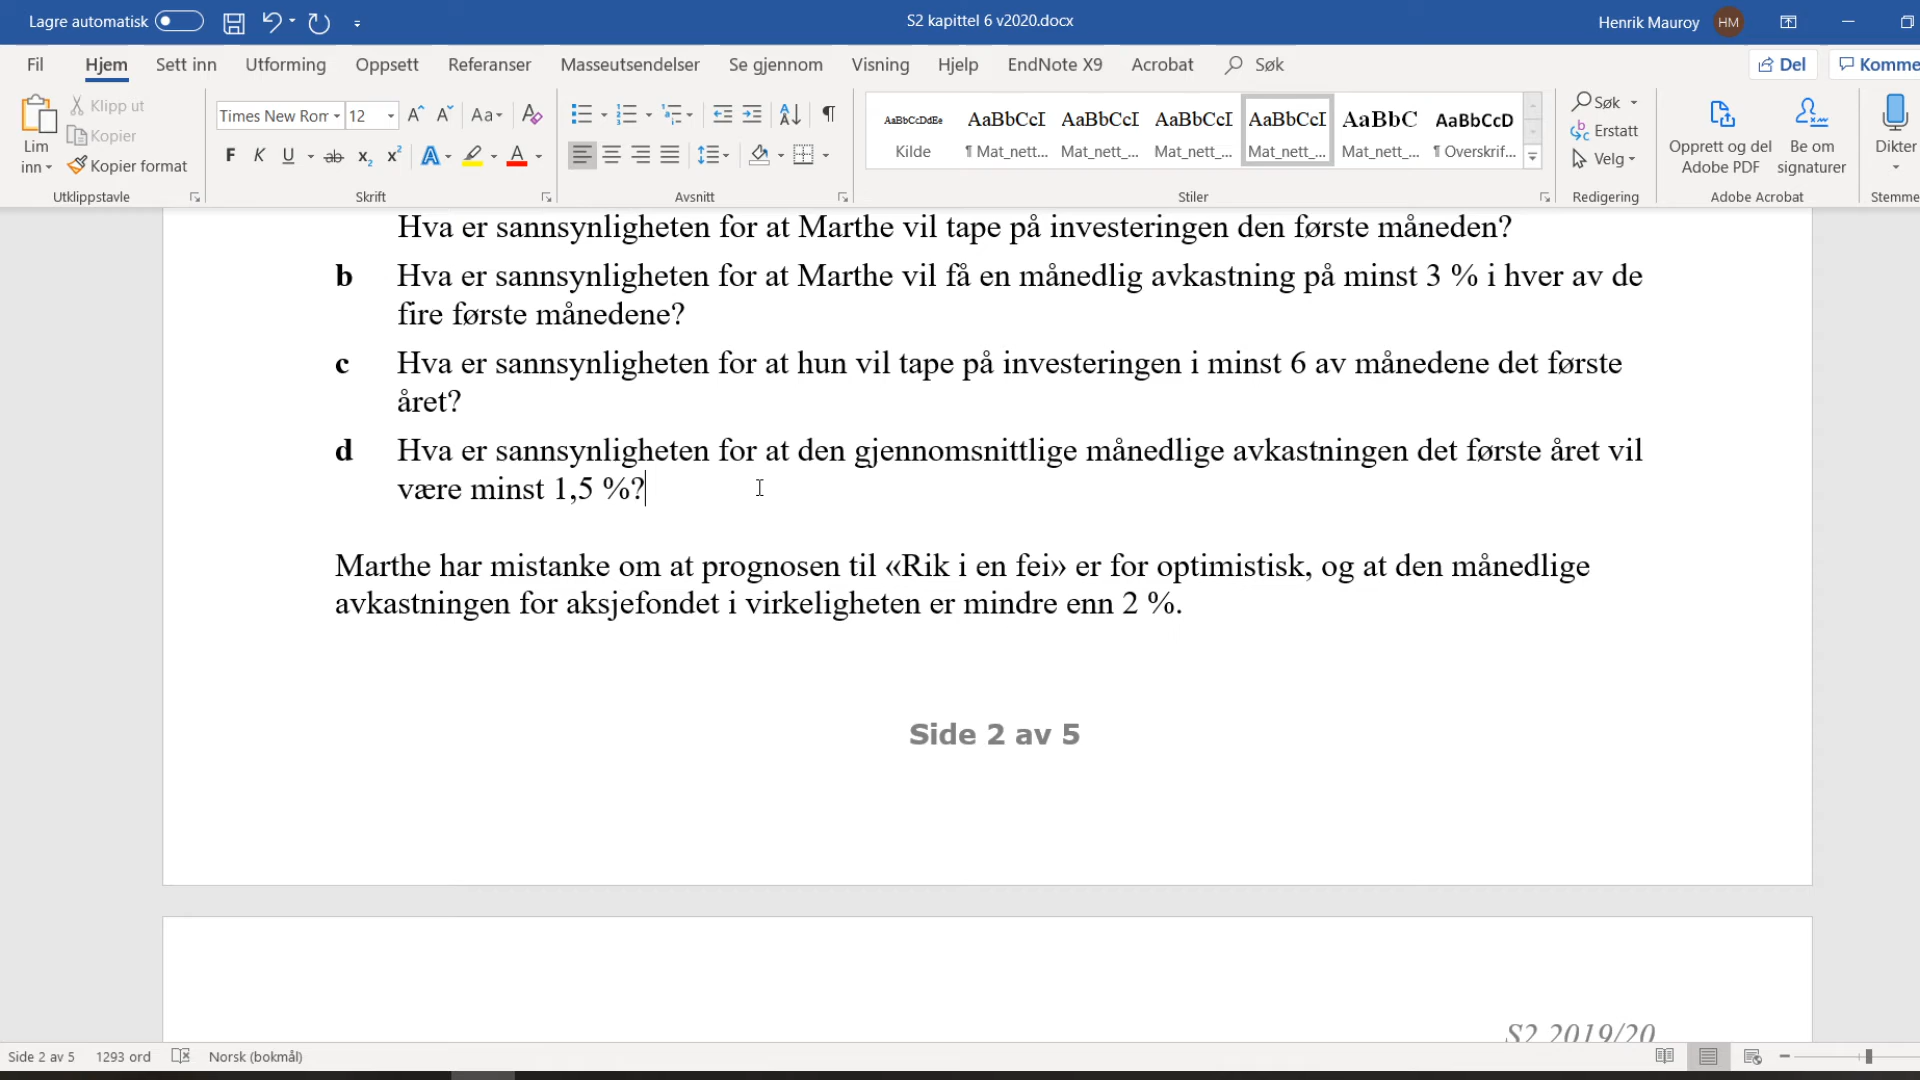 Lagre automatisk
S2 kapittel 6 v2020.docx
Henrik Mauroy HM
Fil Hjem Sett inn Utforming Oppsett Referanser Masseutsendelser Se gjennom Visning Hjelp EndNote X9 Acrobat Søk Del Komme
Lim inn
Klipp ut
Kopier
Kopier format
Utklippstavle
Times New Rom 12
F K U ab x₂ x²
Skrift
Avsnitt
AaBbCcDdEe AaBbCcI AaBbCcI AaBbCcI AaBbCcI AaBbC AaBbCcD
Kilde ¶ Mat_nett... Mat_nett_... Mat_nett_... Mat_nett_... Mat_nett_... ¶ Overskrif...
Stiler
Søk
Erstatt
Velg
Redigering
Opprett og del Adobe PDF
Be om signaturer
Adobe Acrobat
Dikter
Stemme
Hva er sannsynligheten for at Marthe vil tape på investeringen den første måneden?
b Hva er sannsynligheten for at Marthe vil få en månedlig avkastning på minst 3 % i hver av de
fire første månedene?
c Hva er sannsynligheten for at hun vil tape på investeringen i minst 6 av månedene det første
året?
d Hva er sannsynligheten for at den gjennomsnittlige månedlige avkastningen det første året vil
være minst 1,5 %?
Marthe har mistanke om at prognosen til «Rik i en fei» er for optimistisk, og at den månedlige
avkastningen for aksjefondet i virkeligheten er mindre enn 2 %.
Side 2 av 5
S2 2019/20
Side 2 av 5 1293 ord Norsk (bokmål)